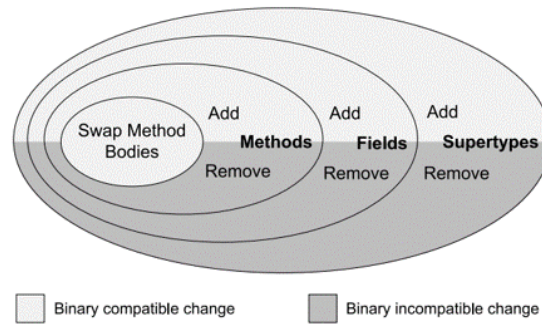 Swap Method
Bodies
Add
Methods
Remove
Add
Fields
Remove
Add
Supertypes
Remove
Binary compatible change
Binary incompatible change